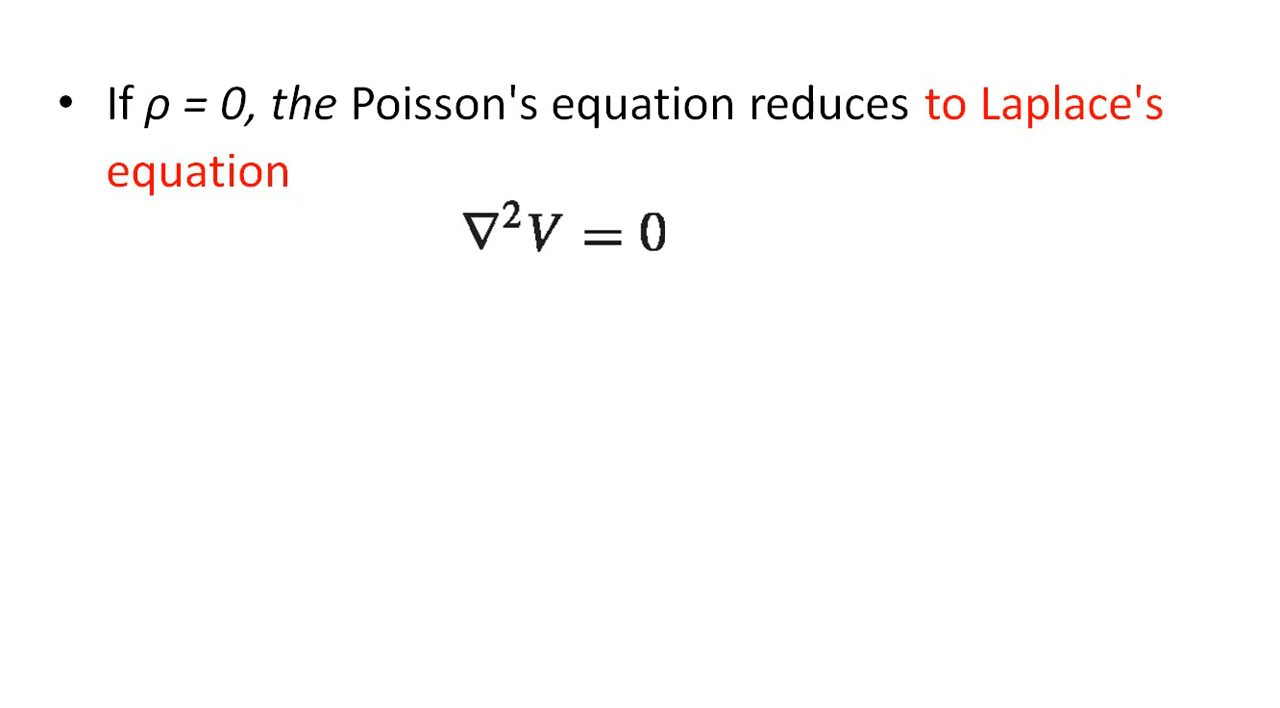 • If ρ = 0, the Poisson's equation reduces to Laplace's
equation
∇²V = 0